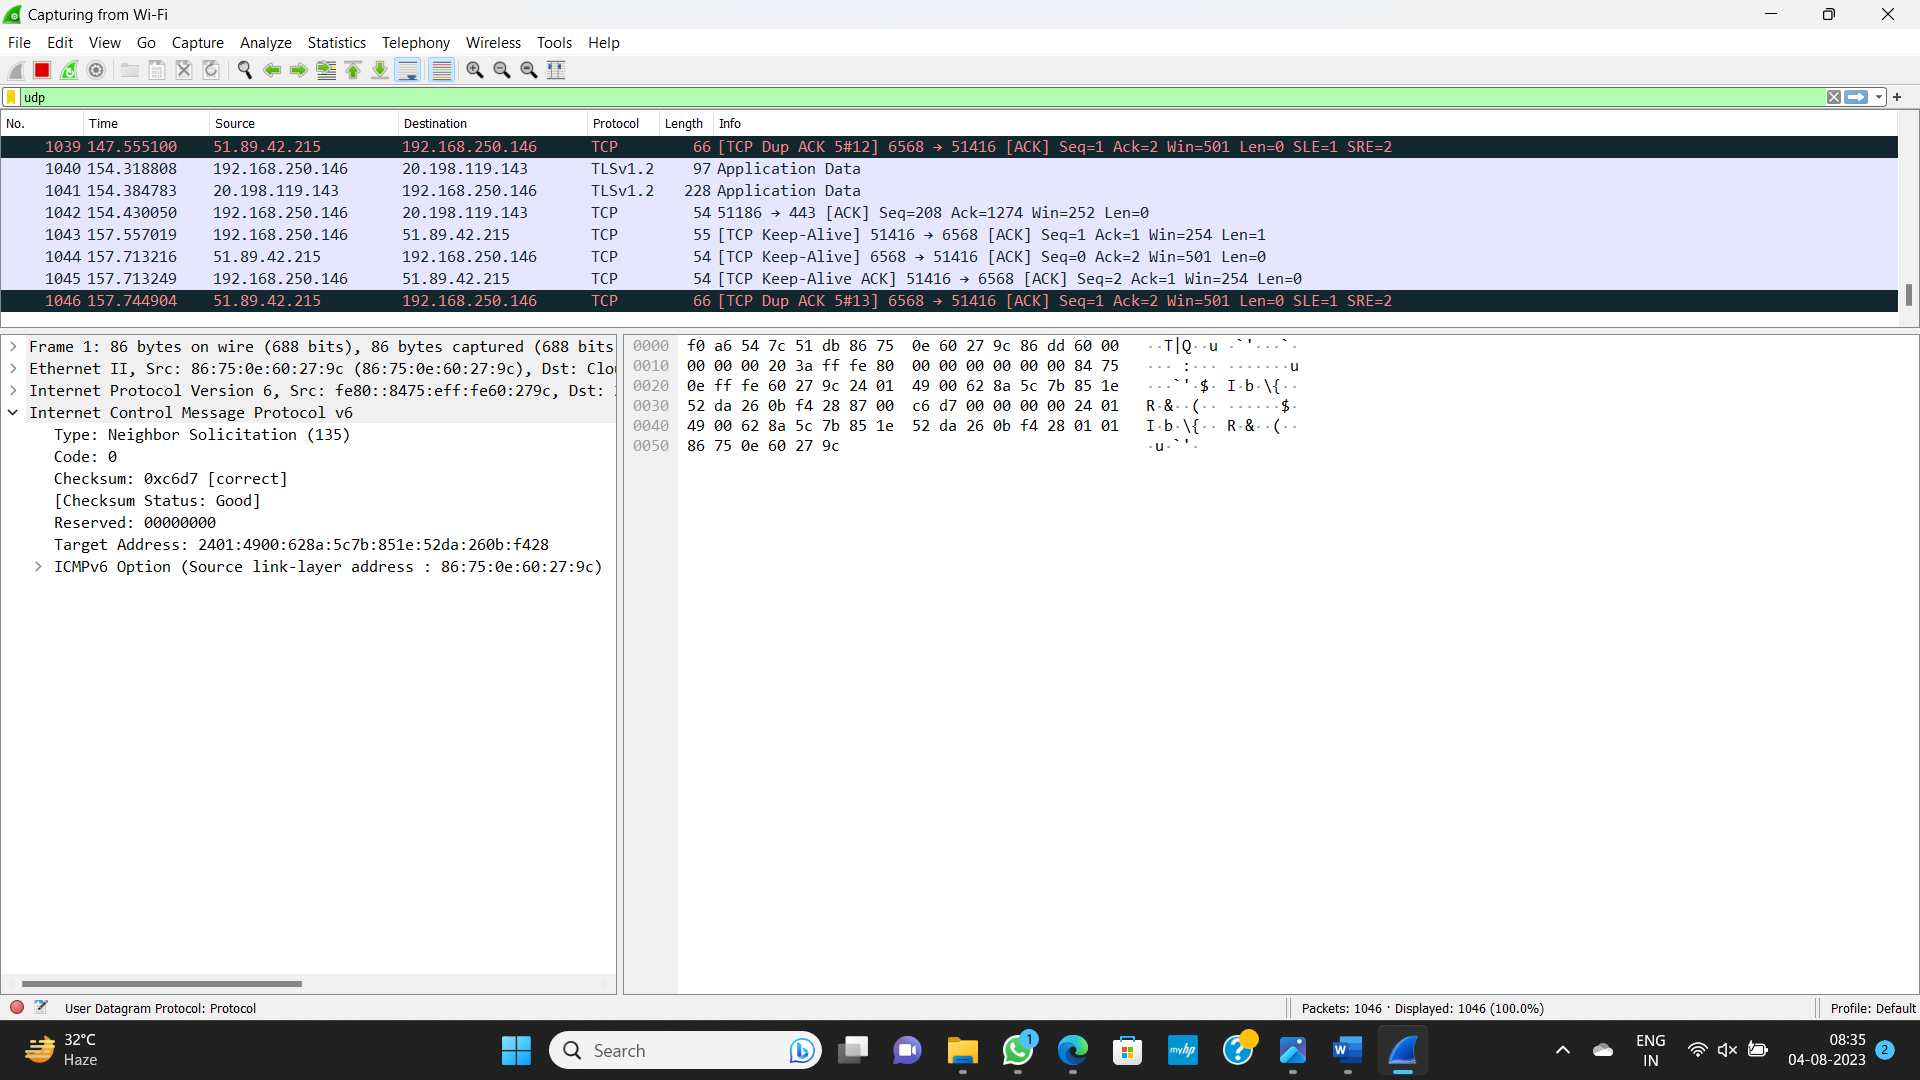 Capturing from Wi-Fi
File Edit View Go Capture Analyze Statistics Telephony Wireless Tools Help
udp
No. Time Source Destination Protocol Length Info
1039 147.555100 51.89.42.215 192.168.250.146 TCP 66 [TCP Dup ACK 5#12] 6568 → 51416 [ACK] Seq=1 Ack=2 Win=501 Len=0 SLE=1 SRE=2
1040 154.318808 192.168.250.146 20.198.119.143 TLSv1.2 97 Application Data
1041 154.384783 20.198.119.143 192.168.250.146 TLSv1.2 228 Application Data
1042 154.430050 192.168.250.146 20.198.119.143 TCP 54 51186 → 443 [ACK] Seq=208 Ack=1274 Win=252 Len=0
1043 157.557019 192.168.250.146 51.89.42.215 TCP 55 [TCP Keep-Alive] 51416 → 6568 [ACK] Seq=1 Ack=1 Win=254 Len=1
1044 157.713216 51.89.42.215 192.168.250.146 TCP 54 [TCP Keep-Alive] 6568 → 51416 [ACK] Seq=0 Ack=2 Win=501 Len=0
1045 157.713249 192.168.250.146 51.89.42.215 TCP 54 [TCP Keep-Alive ACK] 51416 → 6568 [ACK] Seq=2 Ack=1 Win=254 Len=0
1046 157.744904 51.89.42.215 192.168.250.146 TCP 66 [TCP Dup ACK 5#13] 6568 → 51416 [ACK] Seq=1 Ack=2 Win=501 Len=0 SLE=1 SRE=2
Frame 1: 86 bytes on wire (688 bits), 86 bytes captured (688 bits
Ethernet II, Src: 86:75:0e:60:27:9c (86:75:0e:60:27:9c), Dst: Clo
Internet Protocol Version 6, Src: fe80::8475:eff:fe60:279c, Dst:
Internet Control Message Protocol v6
Type: Neighbor Solicitation (135)
Code: 0
Checksum: 0xc6d7 [correct]
[Checksum Status: Good]
Reserved: 00000000
Target Address: 2401:4900:628a:5c7b:851e:52da:260b:f428
ICMPv6 Option (Source link-layer address : 86:75:0e:60:27:9c)
0000 f0 a6 54 7c 51 db 86 75 0e 60 27 9c 86 dd 60 00 ··T|Q··u ·`'···`·
0010 00 00 00 20 3a ff fe 80 00 00 00 00 00 00 84 75 ··· :··· ·······u
0020 0e ff fe 60 27 9c 24 01 49 00 62 8a 5c 7b 85 1e ···`'·$· I·b·\{··
0030 52 da 26 0b f4 28 87 00 c6 d7 00 00 00 00 24 01 R·&··(·· ······$·
0040 49 00 62 8a 5c 7b 85 1e 52 da 26 0b f4 28 01 01 I·b·\{·· R·&··(··
0050 86 75 0e 60 27 9c ·u·`'·
User Datagram Protocol: Protocol
Packets: 1046 · Displayed: 1046 (100.0%)
Profile: Default
32°C
Haze
Search
1
myhp
ENG
IN
08:35
04-08-2023
2